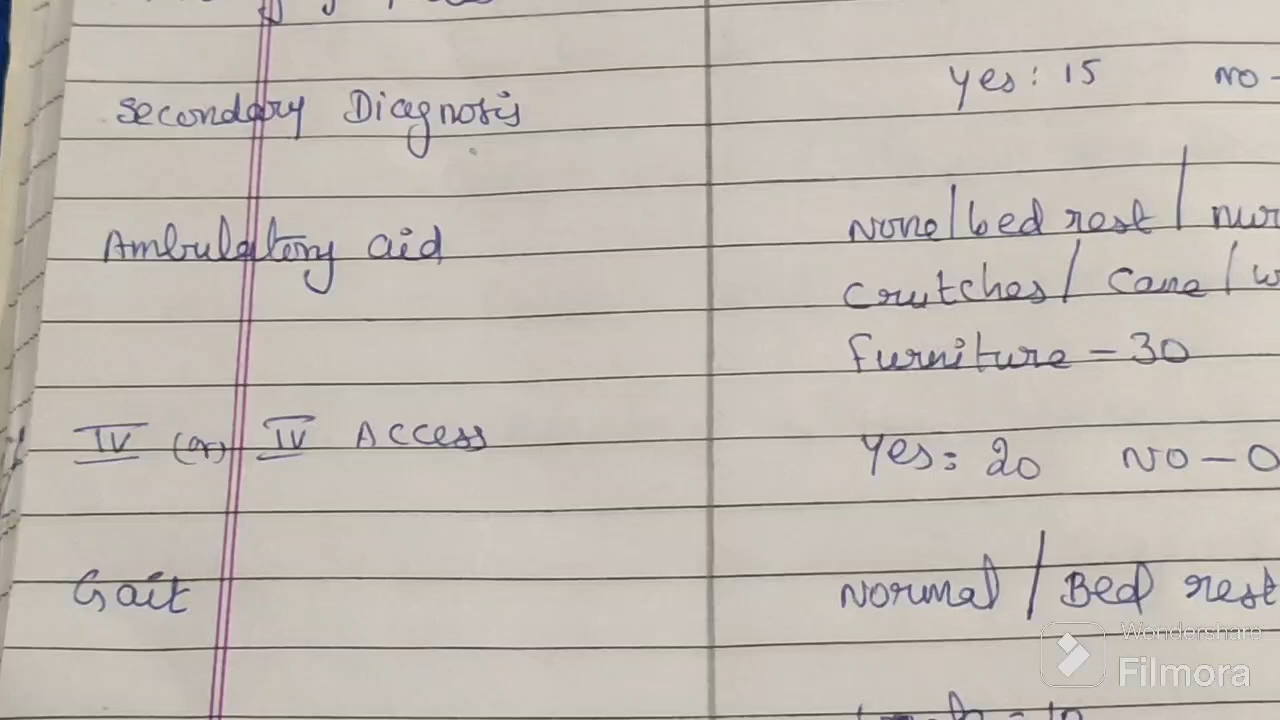 Secondary Diagnosis yes: 15 NO -
Ambulatory aid None/bed rest/
crutches/ cane/
furniture - 30
IV (or) IV Access Yes= 20 NO - 0
Gait Normal / Bed rest
Wondershare
Filmora